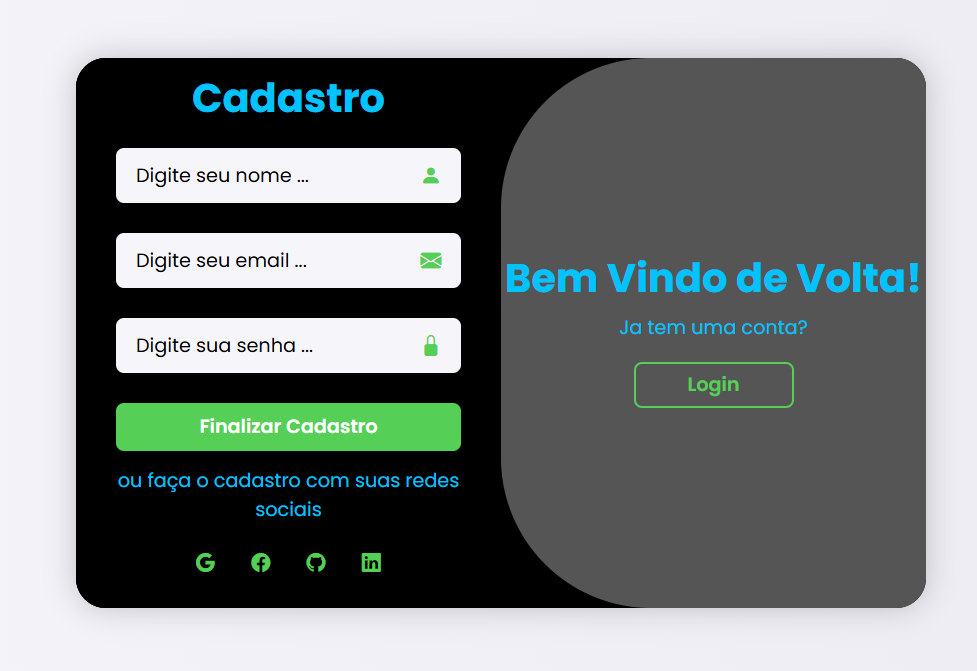 Cadastro
Digite seu nome ...
Digite seu email ...
Digite sua senha ...
Finalizar Cadastro
ou faça o cadastro com suas redes
sociais
Bem Vindo de Volta!
Ja tem uma conta?
Login